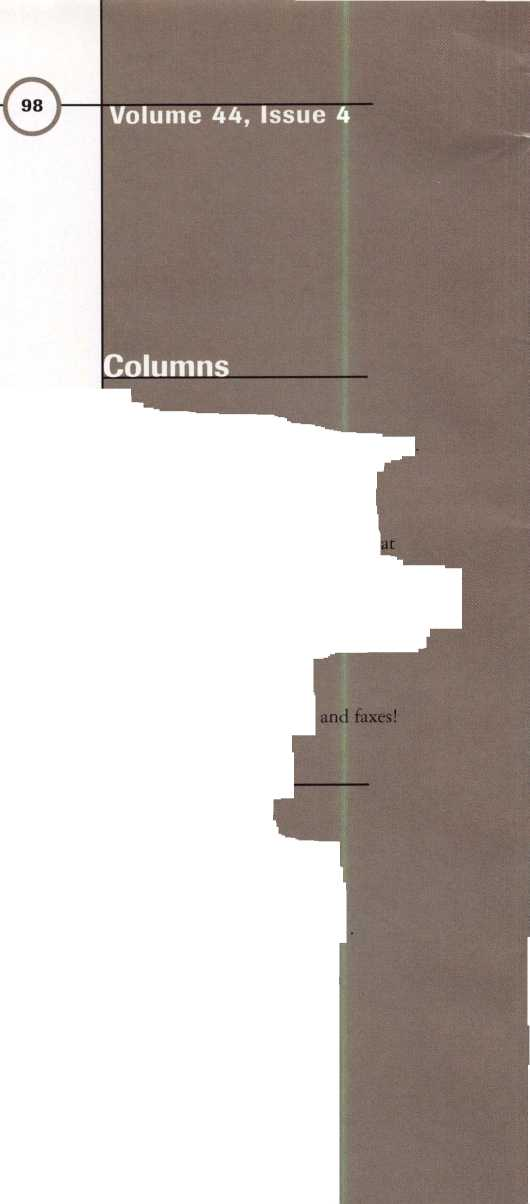 98
Volume 44, Issue 4
Columns
at
and faxes!